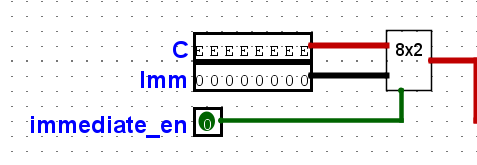 C EEEEEEEE 8x2
Imm 00000000
immediate_en 0